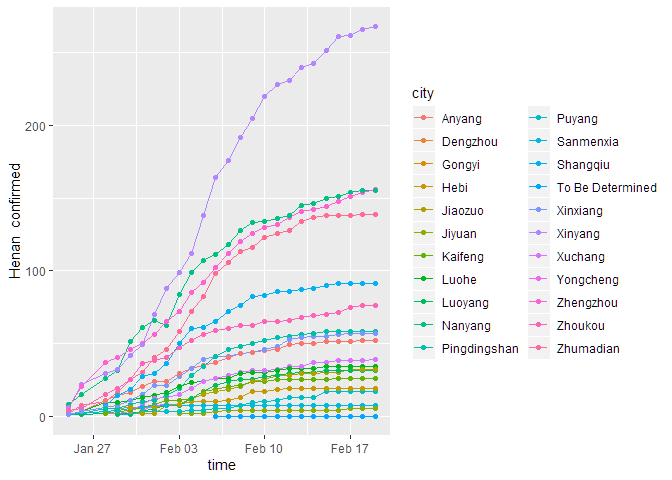 Henan confirmed
200
100
0
Jan 27
Feb 03
Feb 10
Feb 17
time
city
Anyang
Dengzhou
Gongyi
Hebi
Jiaozuo
Jiyuan
Kaifeng
Luohe
Luoyang
Nanyang
Pingdingshan
Puyang
Sanmenxia
Shangqiu
To Be Determined
Xinxiang
Xinyang
Xuchang
Yongcheng
Zhengzhou
Zhoukou
Zhumadian